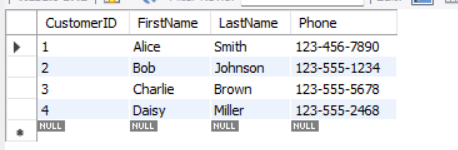 CustomerID FirstName LastName Phone
1 Alice Smith 123-456-7890
2 Bob Johnson 123-555-1234
3 Charlie Brown 123-555-5678
4 Daisy Miller 123-555-2468
NULL NULL NULL NULL